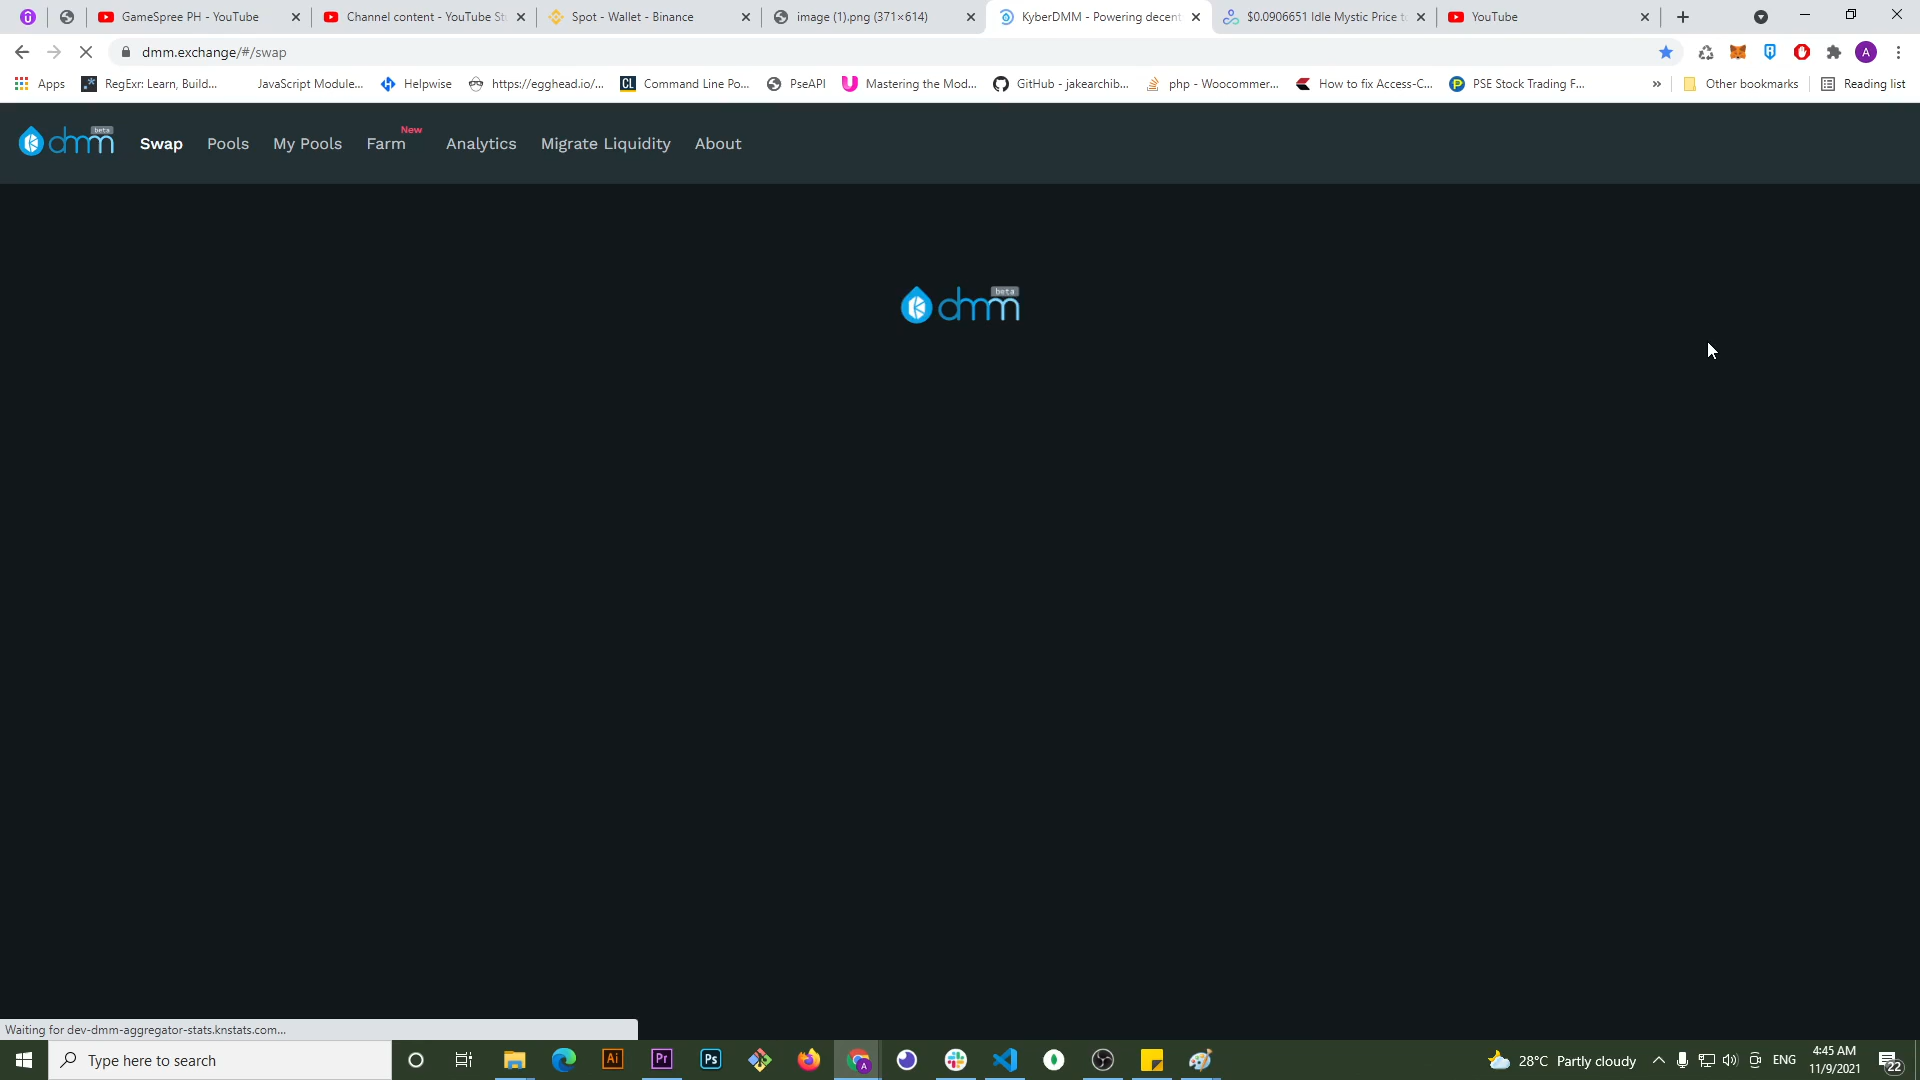 GameSpree PH - YouTube
Channel content - YouTube St
Spot - Wallet - Binance
image (1).png (371×614)
KyberDMM - Powering decent
$0.0906651 Idle Mystic Price to
YouTube
dmm.exchange/#/swap
A
Apps
RegExr: Learn, Build...
JavaScript Module...
Helpwise
https://egghead.io/...
CL
Command Line Po...
PseAPI
Mastering the Mod...
GitHub - jakearchib...
php - Woocommer...
How to fix Access-C...
PSE Stock Trading F...
»
Other bookmarks
Reading list
dmm beta
Swap
Pools
My Pools
Farm
New
Analytics
Migrate Liquidity
About
dmm beta
Waiting for dev-dmm-aggregator-stats.knstats.com...
Type here to search
Ai
Pr
Ps
A
28°C Partly cloudy
ENG
4:45 AM
11/9/2021
22